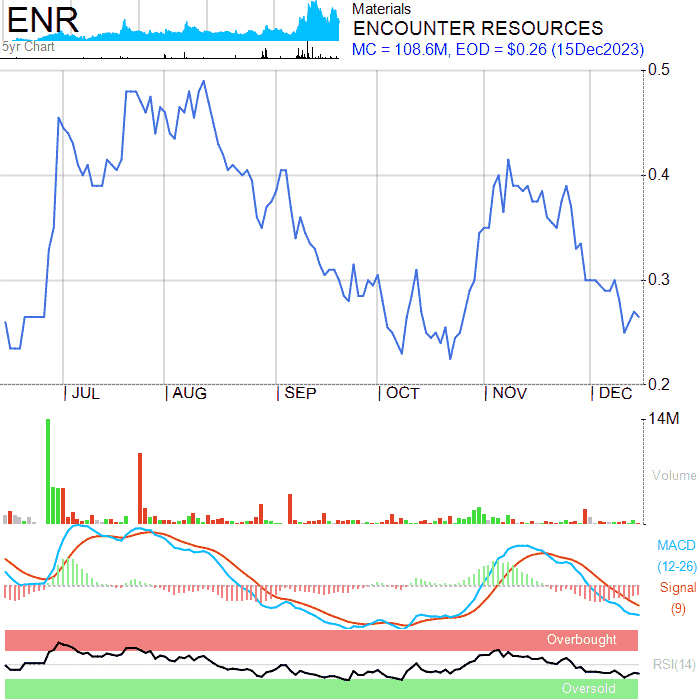 ENR
5yr Chart
Materials
ENCOUNTER RESOURCES
MC = 108.6M, EOD = $0.26 (15Dec2023)
0.5
0.4
0.3
0.2
JUL AUG SEP OCT NOV DEC
14M
Volume
MACD
(12-26)
Signal
(9)
Overbought
RSI(14)
Oversold